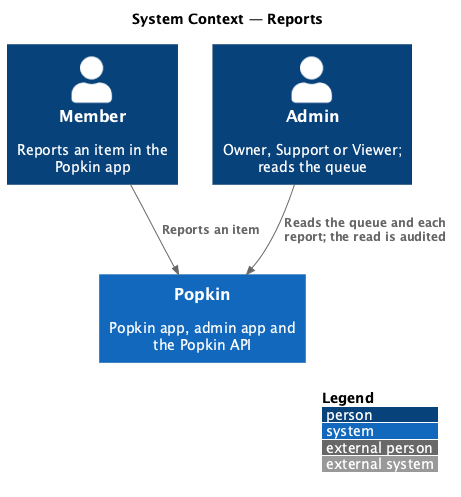 System Context — Reports
Member
Reports an item in the
Popkin app
Admin
Owner, Support or Viewer;
reads the queue
Reports an item
Reads the queue and each
report; the read is audited
Popkin
Popkin app, admin app and
the Popkin API
Legend
person
system
external person
external system